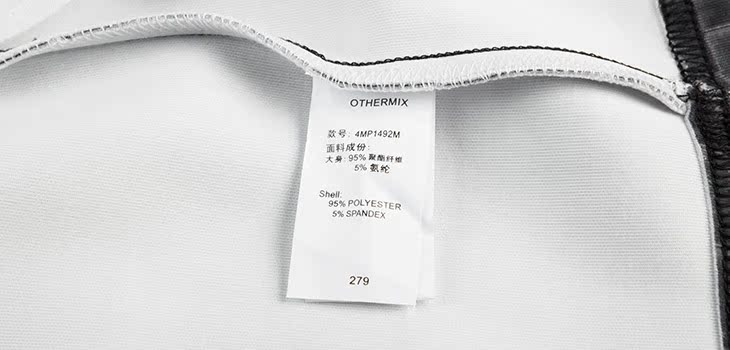 OTHERMIX
款号: 4MP1492M
面料成份:
大身: 95% 聚酯纤维
5% 氨纶
Shell:
95% POLYESTER
5% SPANDEX
279